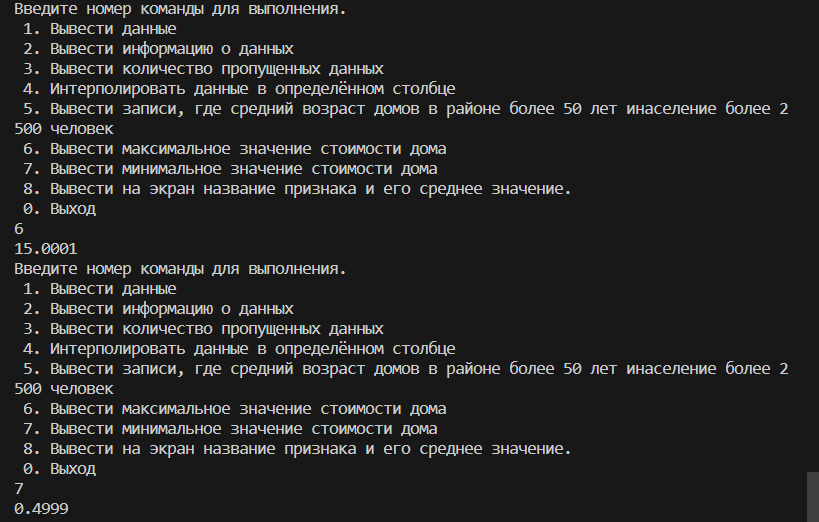 Введите номер команды для выполнения.
1. Вывести данные
2. Вывести информацию о данных
3. Вывести количество пропущенных данных
4. Интерполировать данные в определённом столбце
5. Вывести записи, где средний возраст домов в районе более 50 лет инаселение более 2
500 человек
6. Вывести максимальное значение стоимости дома
7. Вывести минимальное значение стоимости дома
8. Вывести на экран название признака и его среднее значение.
0. Выход
6
15.0001
Введите номер команды для выполнения.
1. Вывести данные
2. Вывести информацию о данных
3. Вывести количество пропущенных данных
4. Интерполировать данные в определённом столбце
5. Вывести записи, где средний возраст домов в районе более 50 лет инаселение более 2
500 человек
6. Вывести максимальное значение стоимости дома
7. Вывести минимальное значение стоимости дома
8. Вывести на экран название признака и его среднее значение.
0. Выход
7
0.4999